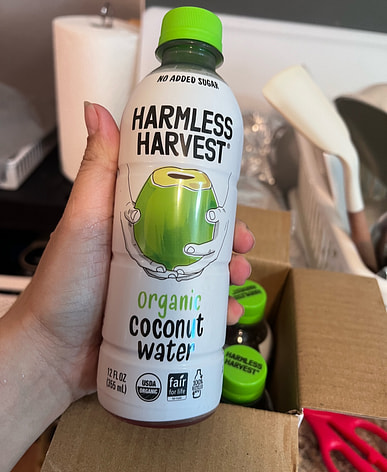 NO ADDED SUGAR
HARMLESS
HARVEST®
organic
coconut
water
12 FL OZ
(355 mL)
USDA
ORGANIC
fair
for life
HARMLESS
HARVEST